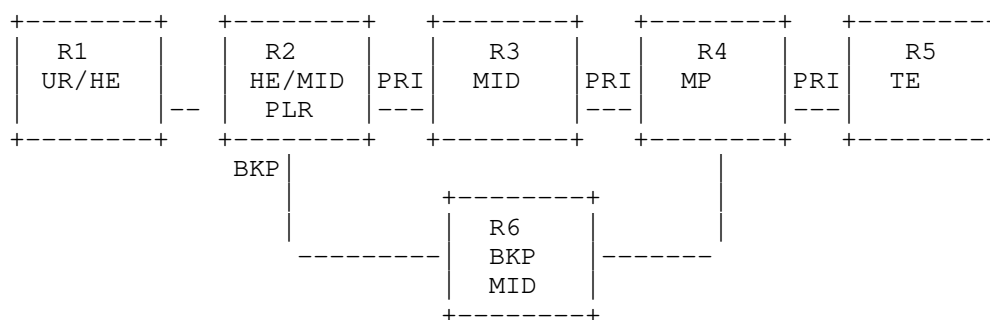 R1 R2 R3 R4 R5
UR/HE HE/MID PRI MID PRI MP PRI TE
PLR
BKP
R6
BKP
MID